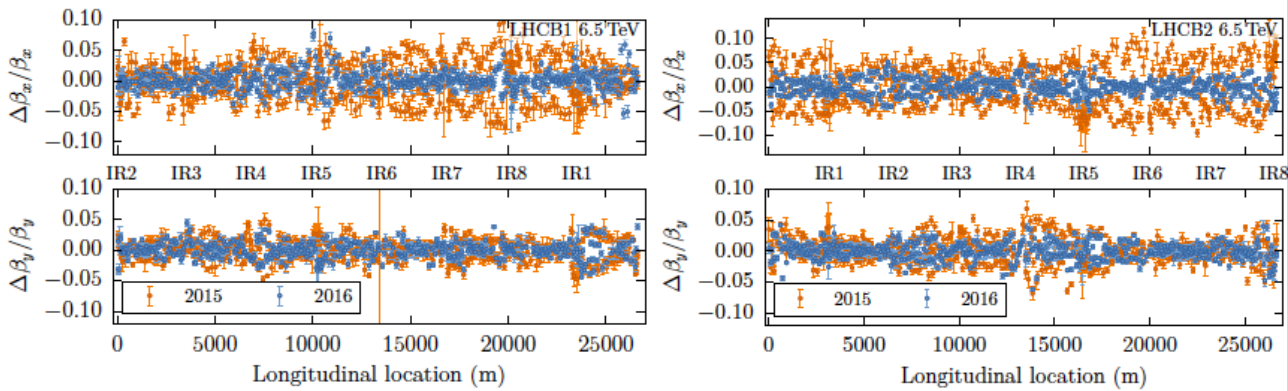 LHCB1 6.5 TeV
Δβx/βx
0.10
0.05
0.00
−0.05
−0.10
IR2 IR3 IR4 IR5 IR6 IR7 IR8 IR1
Δβy/βy
0.10
0.05
0.00
−0.05
−0.10
2015 2016
0 5000 10000 15000 20000 25000
Longitudinal location (m)
LHCB2 6.5 TeV
Δβx/βx
0.10
0.05
0.00
−0.05
−0.10
IR1 IR2 IR3 IR4 IR5 IR6 IR7 IR8
Δβy/βy
0.10
0.05
0.00
−0.05
−0.10
2015 2016
0 5000 10000 15000 20000 25000
Longitudinal location (m)